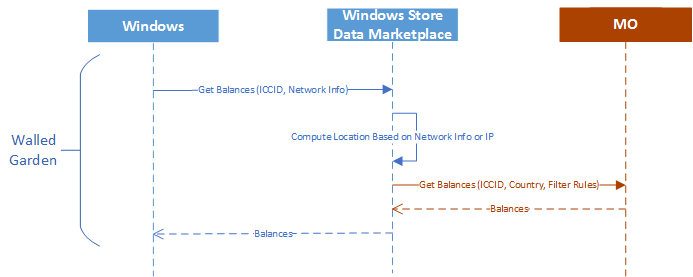 Windows
Windows Store
Data Marketplace
MO
Get Balances (ICCID, Network Info)
Compute Location Based on Network Info or IP
Walled
Garden
Get Balances (ICCID, Country, Filter Rules)
Balances
Balances